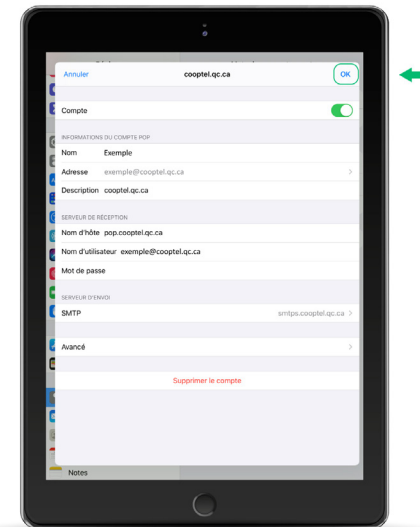 Annuler cooptel.qc.ca OK
Compte
INFORMATIONS DU COMPTE POP
Nom Exemple
Adresse exemple@cooptel.qc.ca
Description cooptel.qc.ca
SERVEUR DE RÉCEPTION
Nom d'hôte pop.cooptel.qc.ca
Nom d'utilisateur exemple@cooptel.qc.ca
Mot de passe
SERVEUR D'ENVOI
SMTP smtps.cooptel.qc.ca
Avancé
Supprimer le compte
Notes